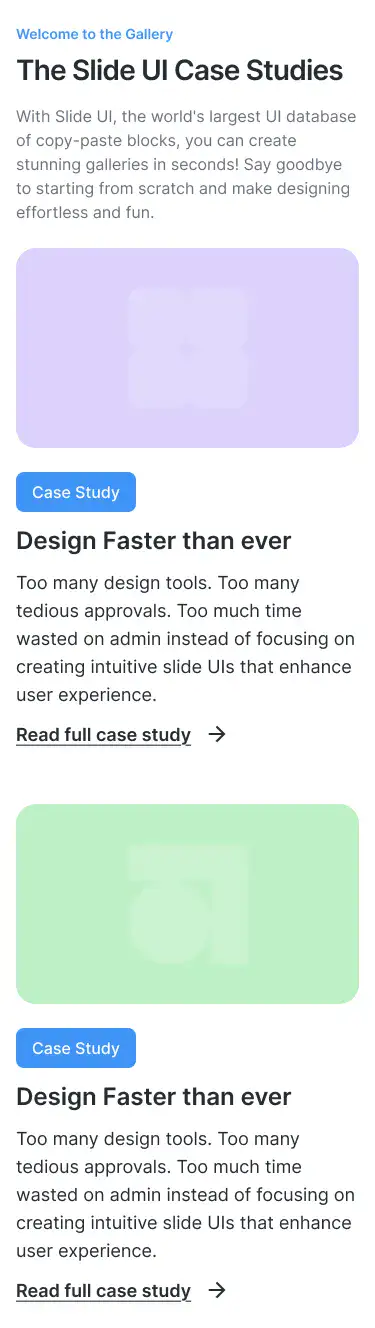 Welcome to the Gallery
The Slide UI Case Studies
With Slide UI, the world's largest UI database
of copy-paste blocks, you can create
stunning galleries in seconds! Say goodbye
to starting from scratch and make designing
effortless and fun.
Case Study
Design Faster than ever
Too many design tools. Too many
tedious approvals. Too much time
wasted on admin instead of focusing on
creating intuitive slide UIs that enhance
user experience.
Read full case study
Case Study
Design Faster than ever
Too many design tools. Too many
tedious approvals. Too much time
wasted on admin instead of focusing on
creating intuitive slide UIs that enhance
user experience.
Read full case study